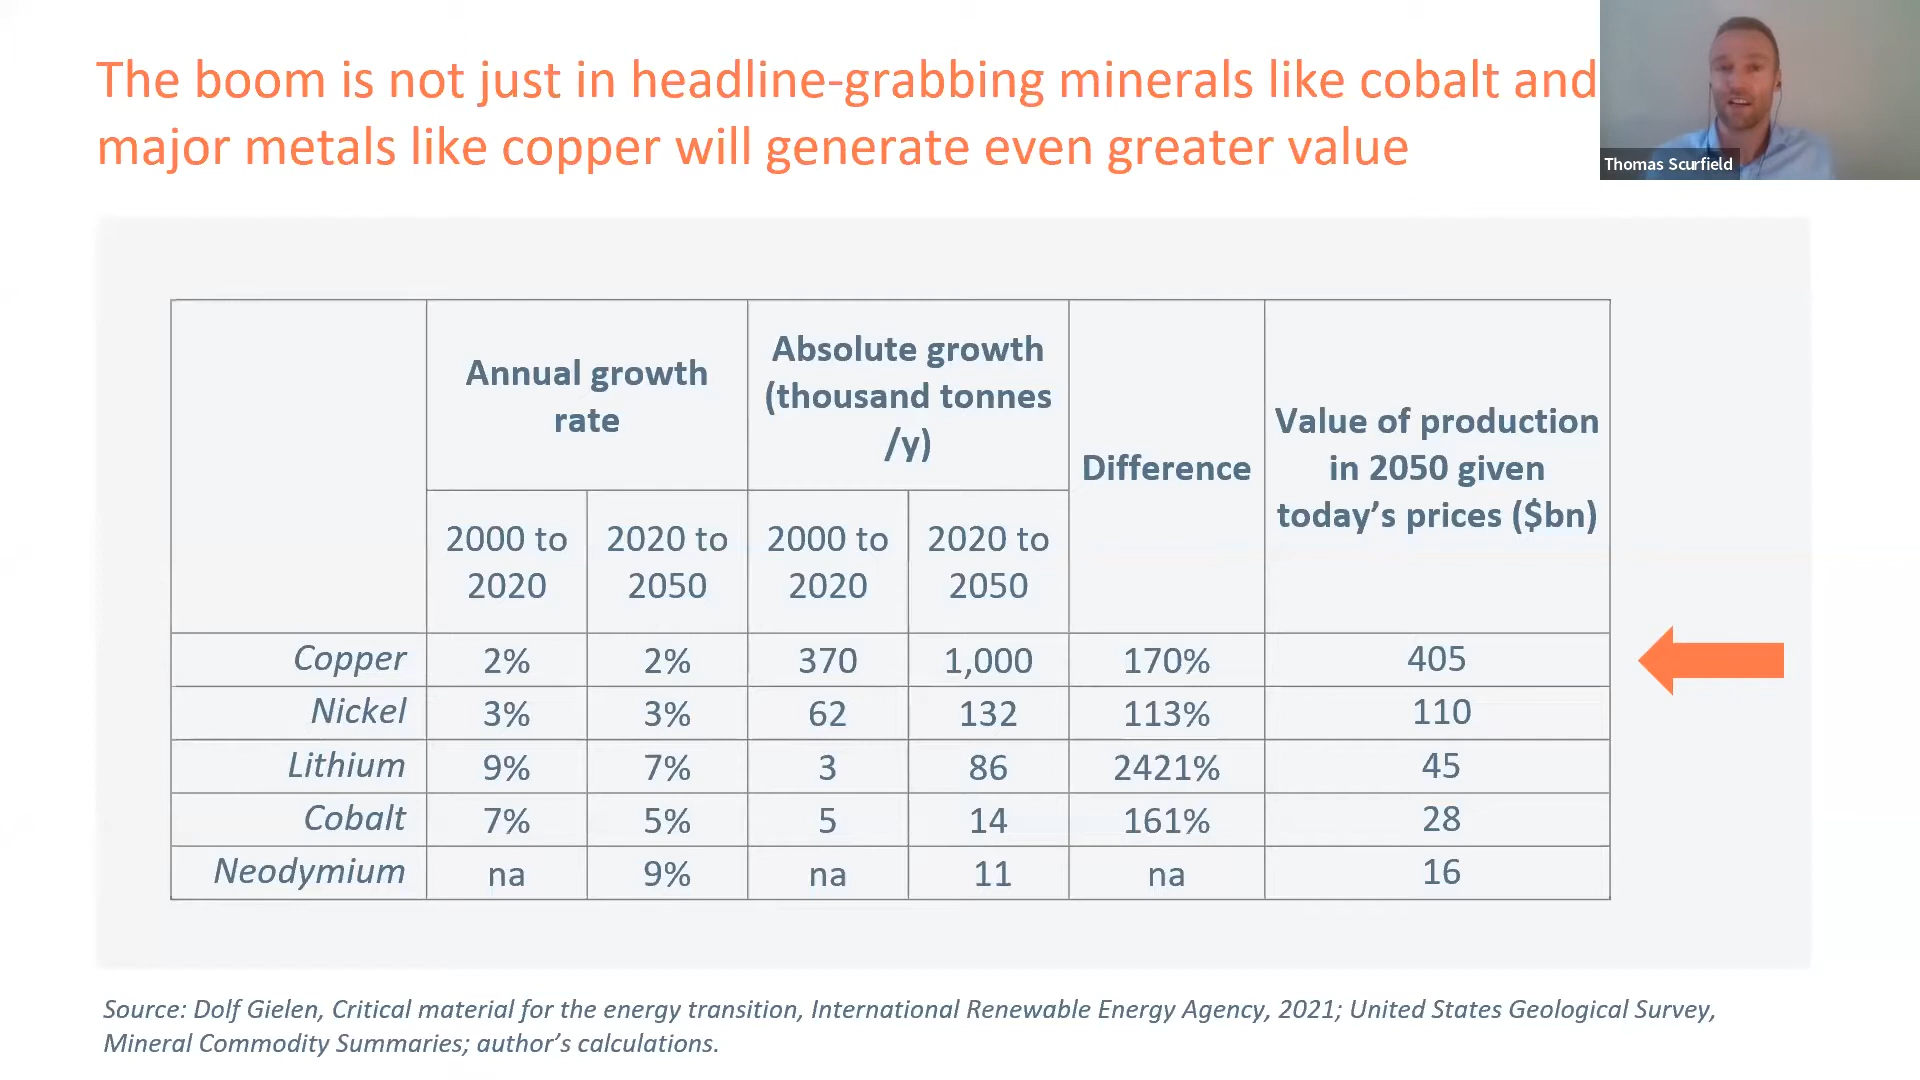 The boom is not just in headline-grabbing minerals like cobalt and
major metals like copper will generate even greater value
Thomas Scurfield
Annual growth
rate
Absolute growth
(thousand tonnes
/y)
Difference
Value of production
in 2050 given
today’s prices ($bn)
2000 to
2020
2020 to
2050
2000 to
2020
2020 to
2050
Copper 2% 2% 370 1,000 170% 405
Nickel 3% 3% 62 132 113% 110
Lithium 9% 7% 3 86 2421% 45
Cobalt 7% 5% 5 14 161% 28
Neodymium na 9% na 11 na 16
Source: Dolf Gielen, Critical material for the energy transition, International Renewable Energy Agency, 2021; United States Geological Survey,
Mineral Commodity Summaries; author’s calculations.